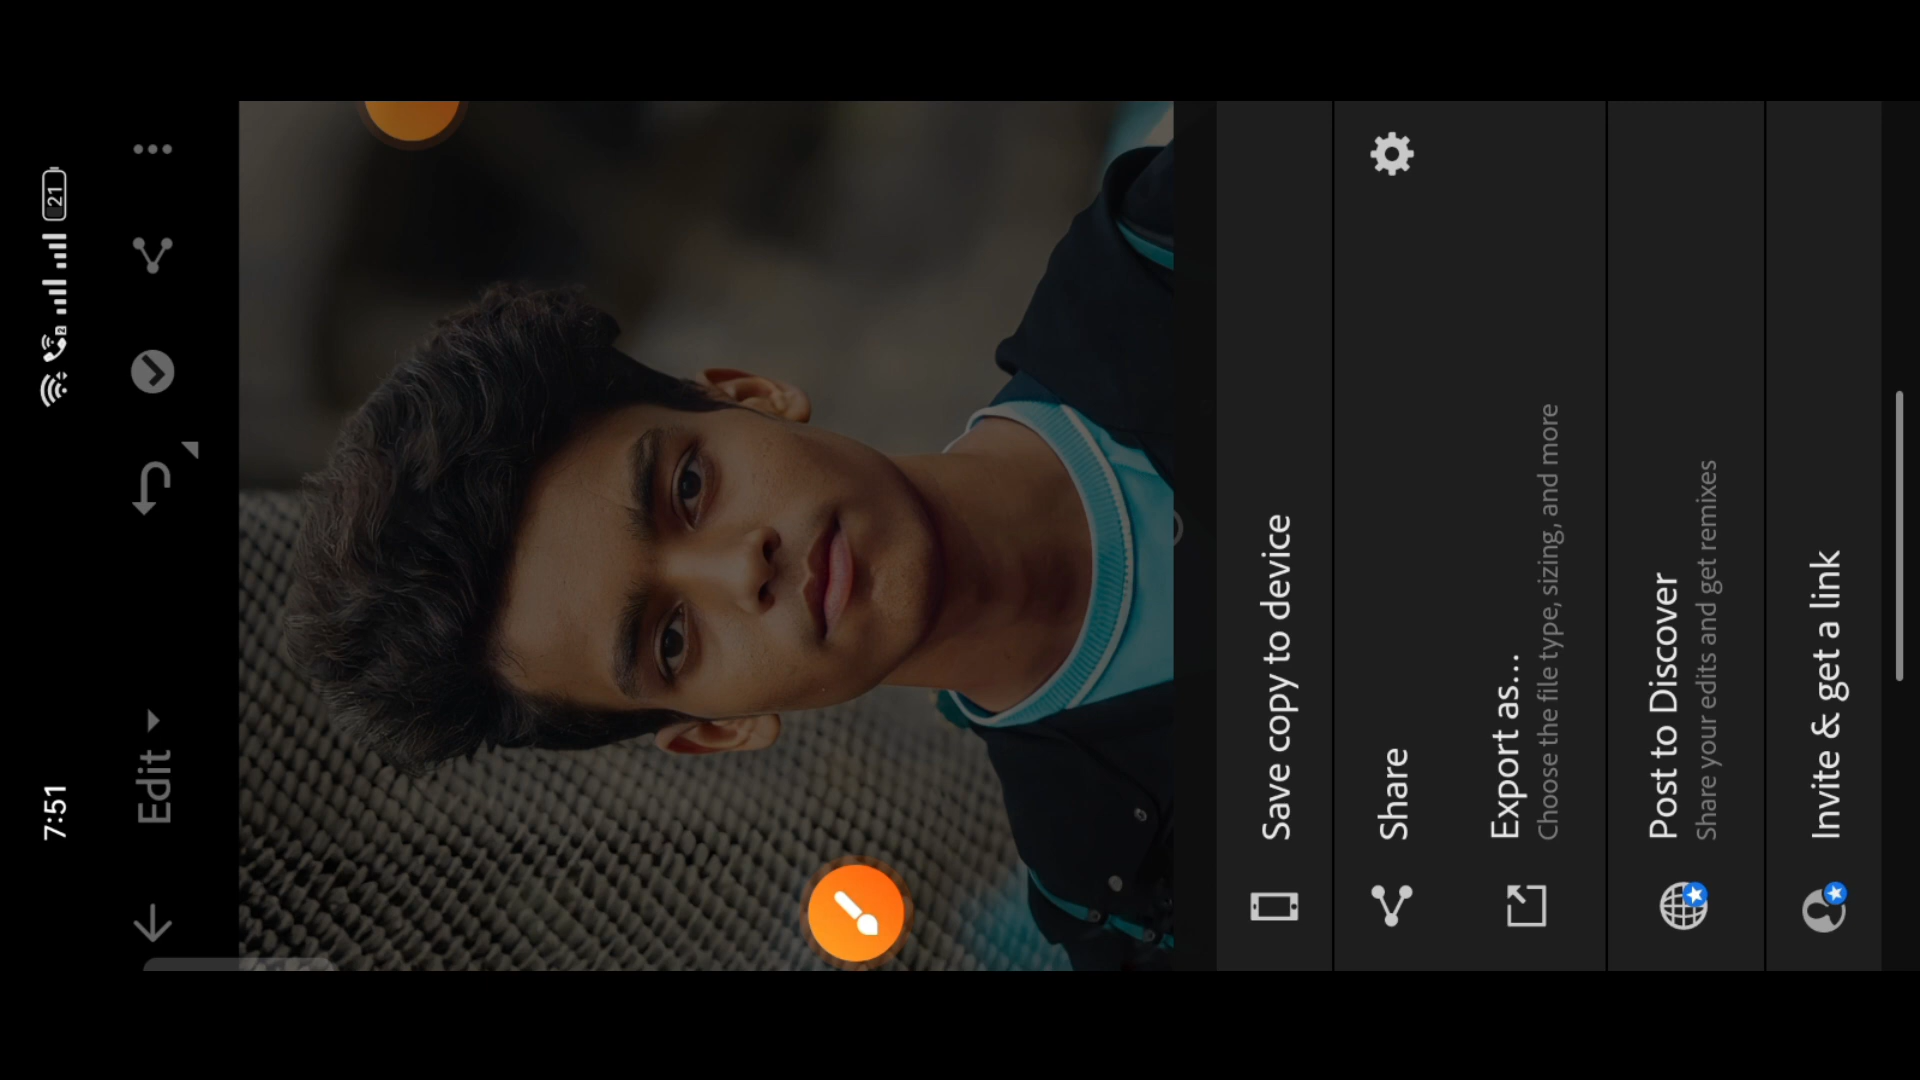 7:51
21
Edit
Save copy to device
Share
Export as...
Choose the file type, sizing, and more
Post to Discover
Share your edits and get remixes
Invite & get a link